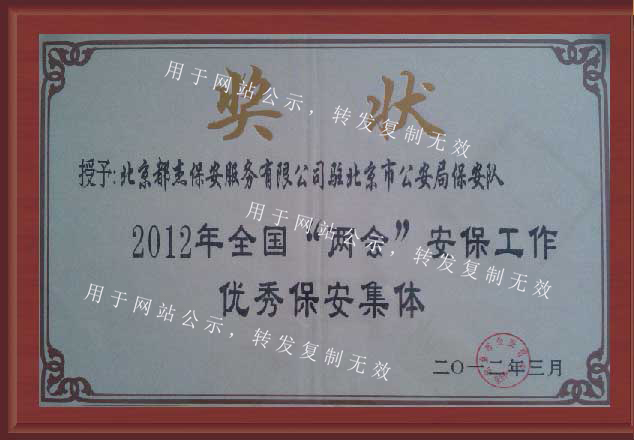 奖 状
授予:北京都杰保安服务有限公司驻北京市公安局保安队
2012年全国“两会”安保工作
优秀保安集体
二〇一二年三月
用于网站公示，转发复制无效
用于网站公示，转发复制无效
用于网站公示，转发复制无效